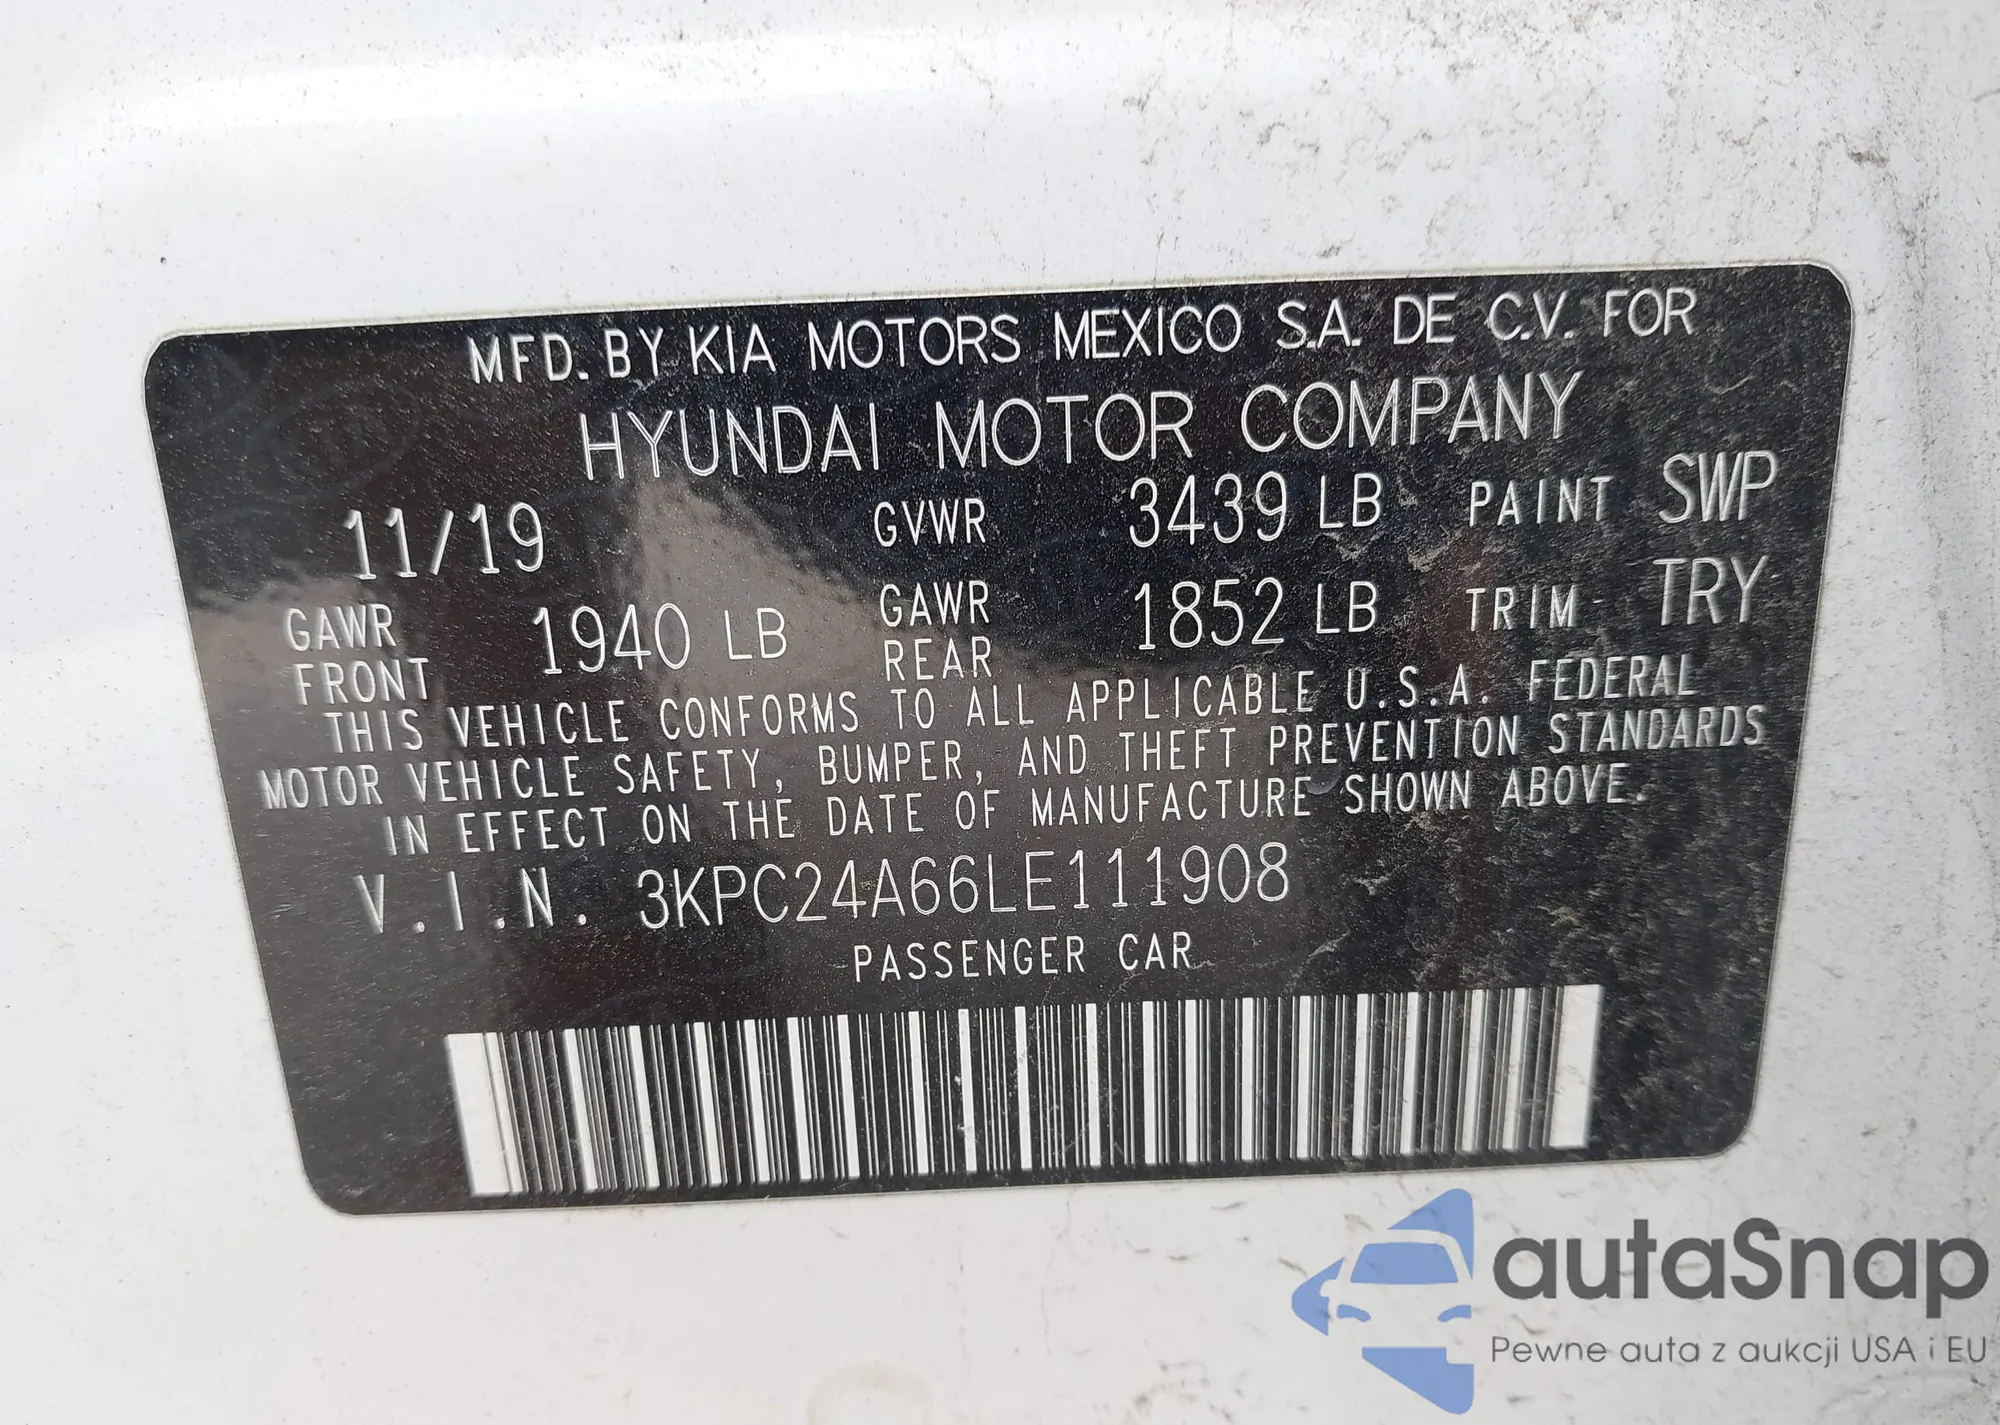 MFD. BY KIA MOTORS MEXICO S.A. DE C.V. FOR
HYUNDAI MOTOR COMPANY
11/19 GVWR 3439 LB PAINT SWP
GAWR FRONT 1940 LB GAWR REAR 1852 LB TRIM TRY
THIS VEHICLE CONFORMS TO ALL APPLICABLE U.S.A. FEDERAL
MOTOR VEHICLE SAFETY, BUMPER, AND THEFT PREVENTION STANDARDS
IN EFFECT ON THE DATE OF MANUFACTURE SHOWN ABOVE.
V.I.N. 3KPC24A66LE111908
PASSENGER CAR
autaSnap
Pewne auta z aukcji USA i EU